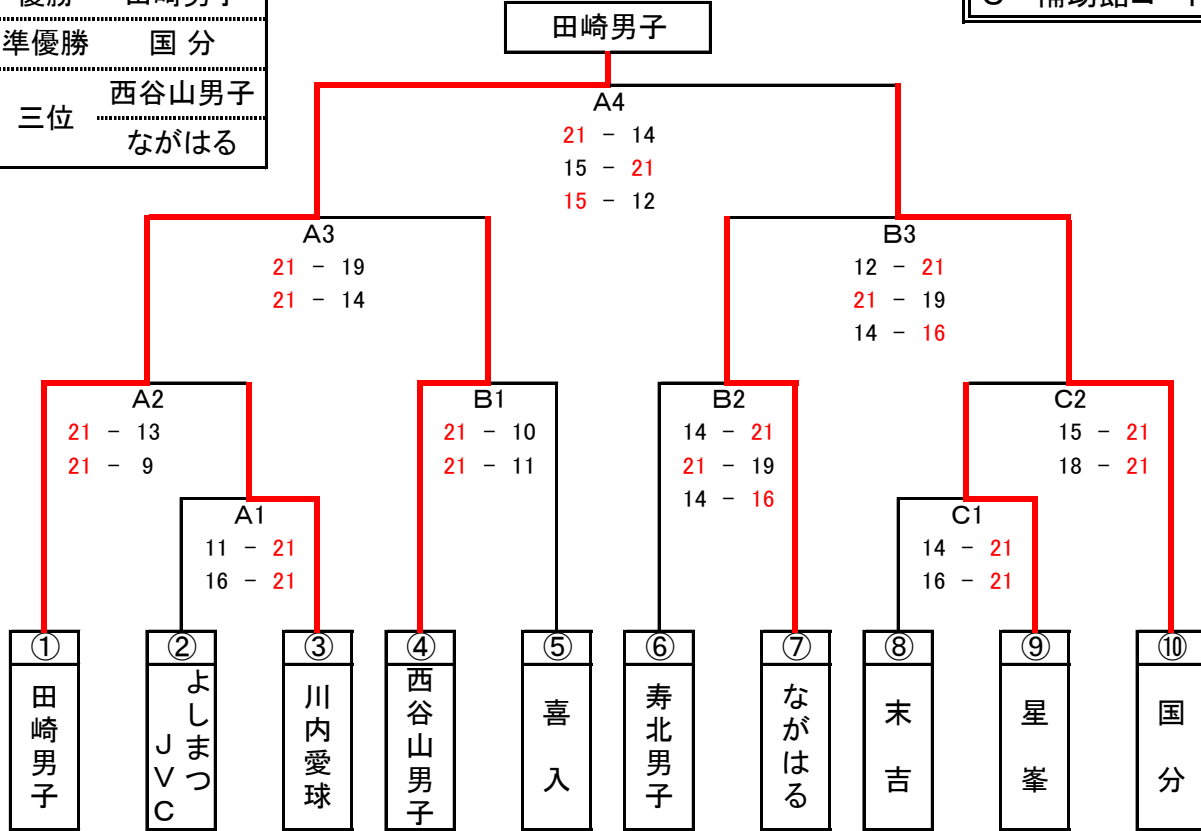 田崎男子
準優勝 国分
三位
西谷山男子
ながはる
田崎男子
A4
21 - 14
15 - 21
15 - 12
A3
21 - 19
21 - 14
B3
12 - 21
21 - 19
14 - 16
A2
21 - 13
21 - 9
B1
21 - 10
21 - 11
B2
14 - 21
21 - 19
14 - 16
C2
15 - 21
18 - 21
A1
11 - 21
16 - 21
C1
14 - 21
16 - 21
①
田崎男子
②
よしまつ
JVC
③
川内愛球
④
西谷山男子
⑤
喜入
⑥
寿北男子
⑦
ながはる
⑧
末吉
⑨
星峯
⑩
国分